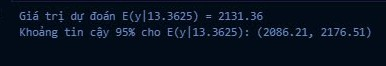 Giá trị dự đoán E(y|13.3625) = 2131.36
Khoảng tin cậy 95% cho E(y|13.3625): (2086.21, 2176.51)